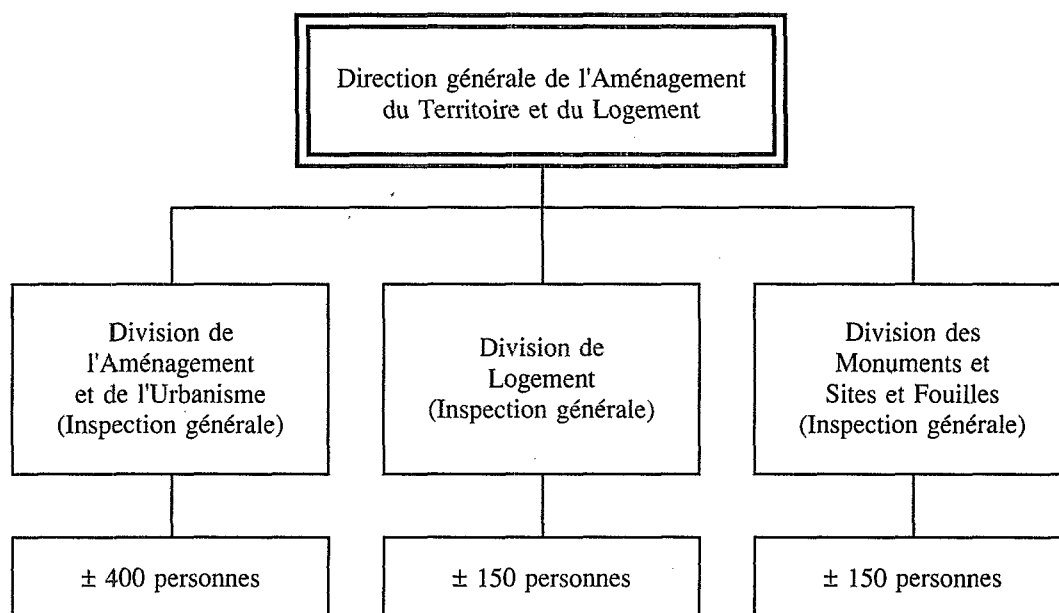 Direction générale de l'Aménagement
du Territoire et du Logement
Division de
l'Aménagement
et de l'Urbanisme
(Inspection générale)
Division de
Logement
(Inspection générale)
Division des
Monuments et
Sites et Fouilles
(Inspection générale)
± 400 personnes
± 150 personnes
± 150 personnes